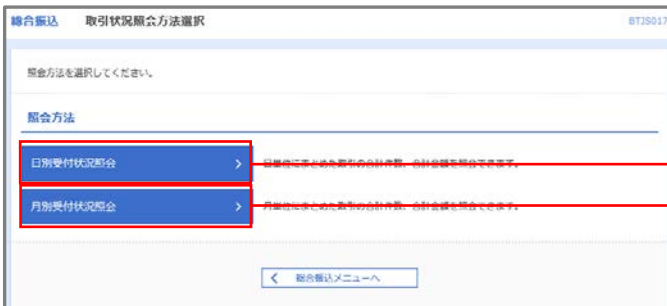 総合振込 取引状況照会方法選択 BTJS017
照会方法を選択してください。
照会方法
日別受付状況照会 日単位にまとめた取引の合計件数、合計金額を照会できます。
月別受付状況照会 月単位にまとめた取引の合計件数、合計金額を照会できます。
総合振込メニューへ